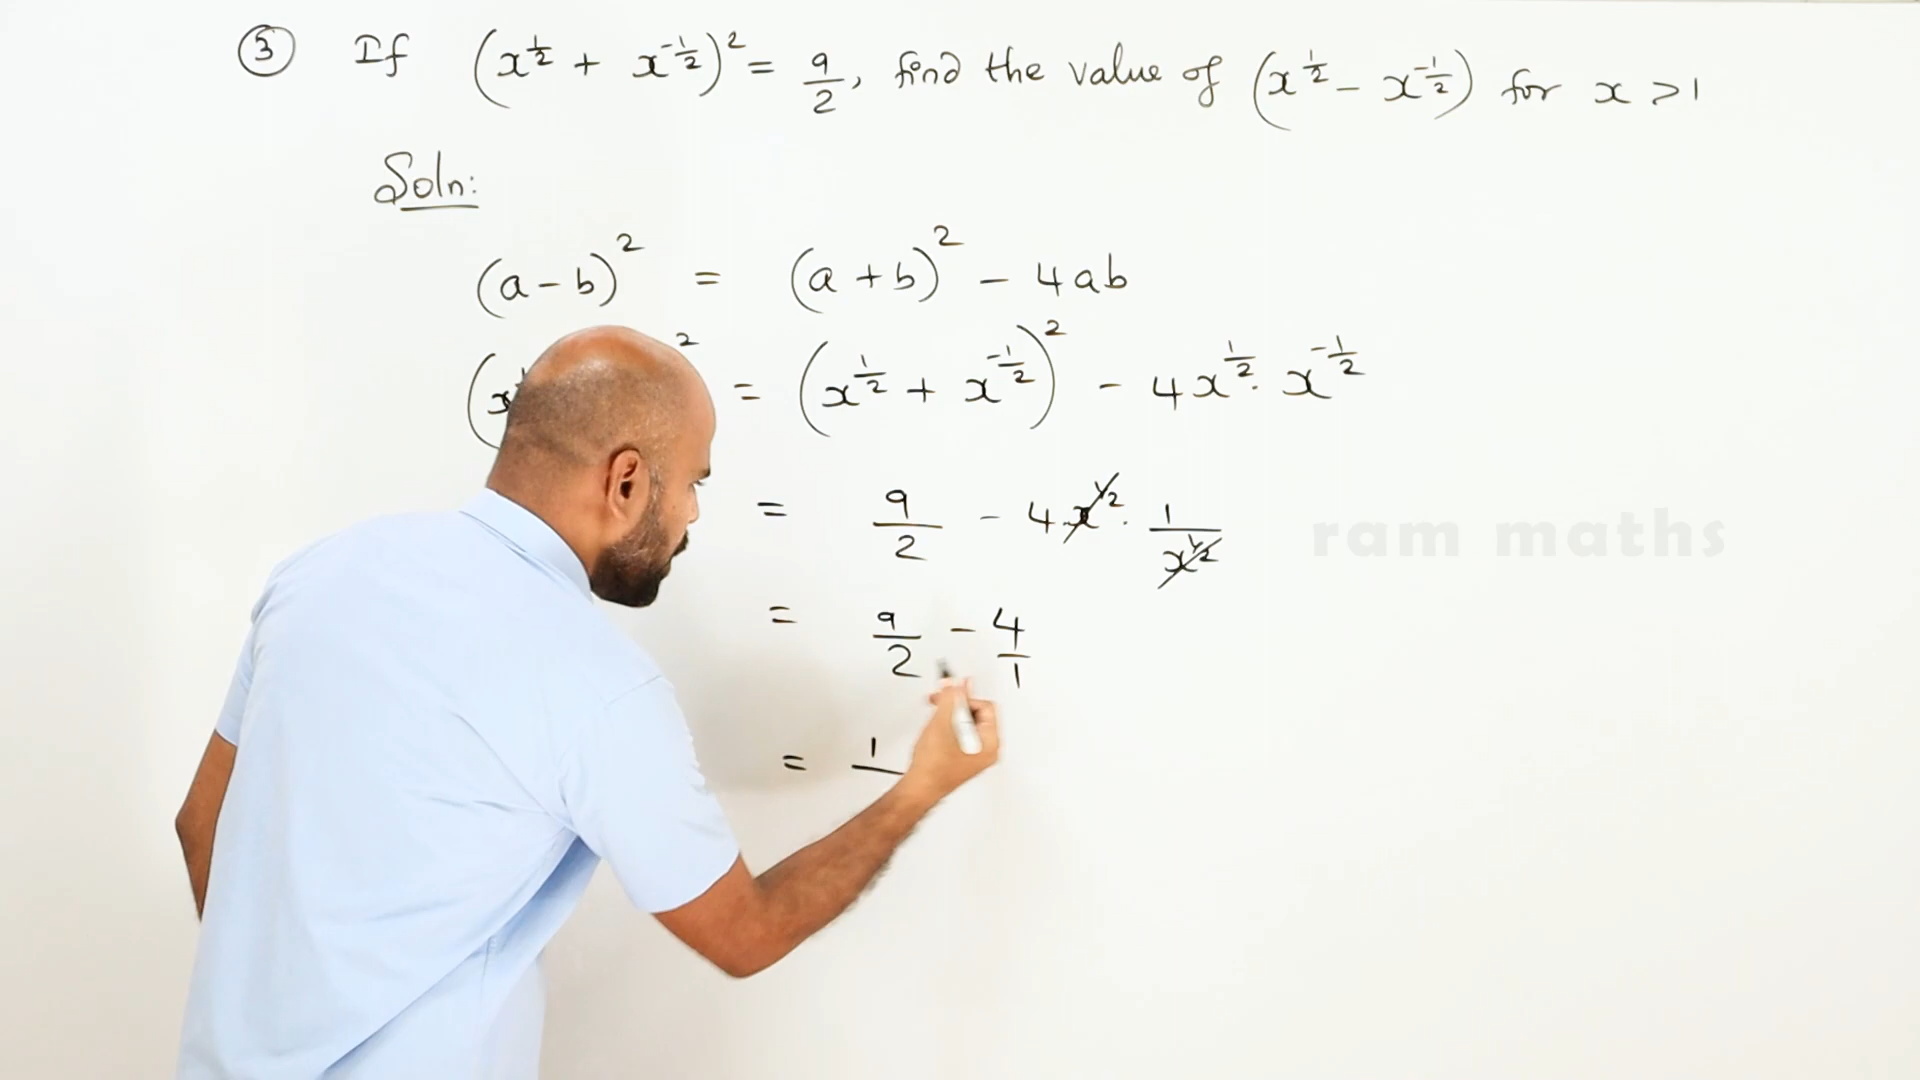 ③ If (x^½ + x^-½)² = 9/2, find the value of (x^½ - x^-½) for x > 1
Soln:
(a - b)² = (a + b)² - 4ab
(x ² = (x^½ + x^-½)² - 4x^½ . x^-½
= 9/2 - 4x^½ . 1/x^½
ram maths
= 9/2 - 4/1
= 1